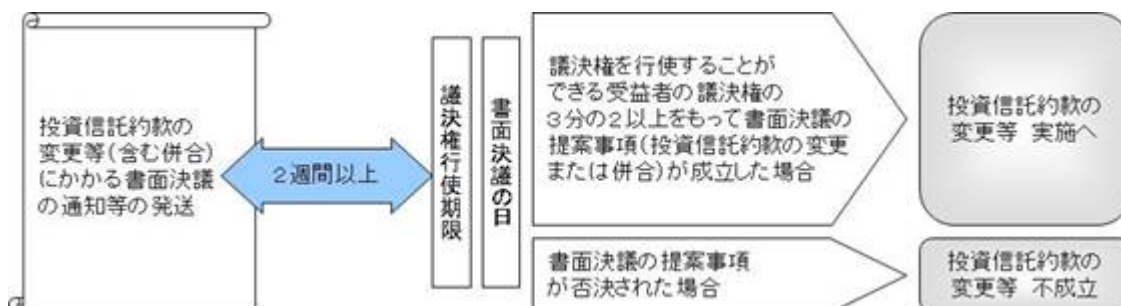 投資信託約款の
変更等(含む併合)
にかかる書面決議
の通知等の発送
2週間以上
議決権行使期限
書面決議の日
議決権を行使することが
できる受益者の議決権の
3分の2以上をもって書面決議の
提案事項(投資信託約款の変更
または併合)が成立した場合
投資信託約款の
変更等 実施へ
書面決議の提案事項
が否決された場合
投資信託約款の
変更等 不成立